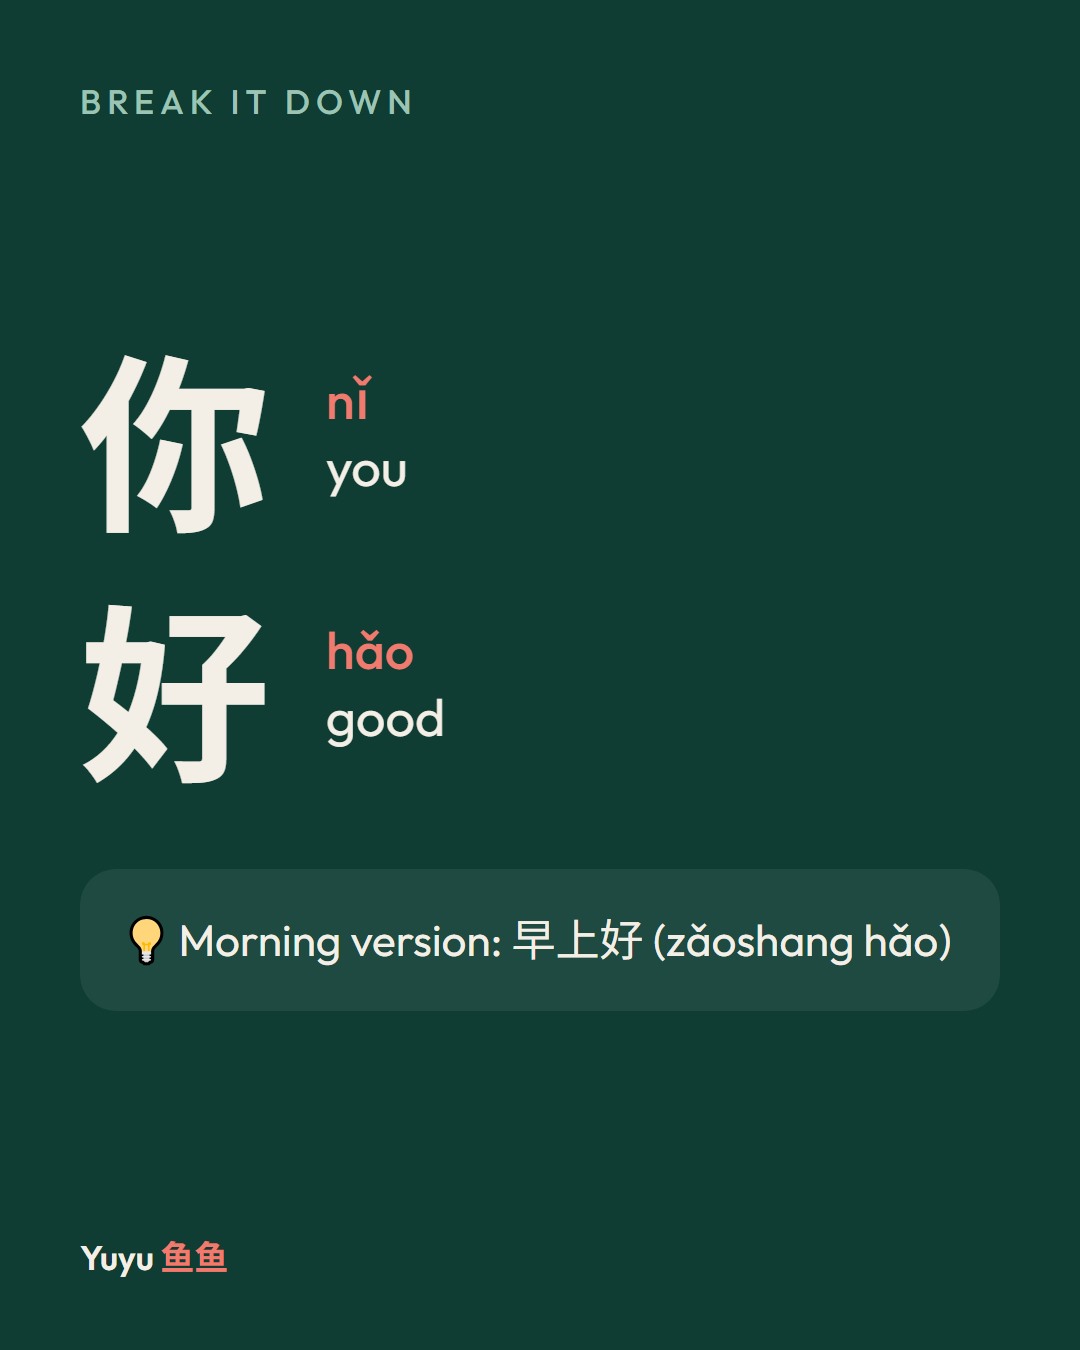 BREAK IT DOWN
你
nǐ
you
好
hǎo
good
💡 Morning version: 早上好 (zǎoshang hǎo)
Yuyu 鱼鱼